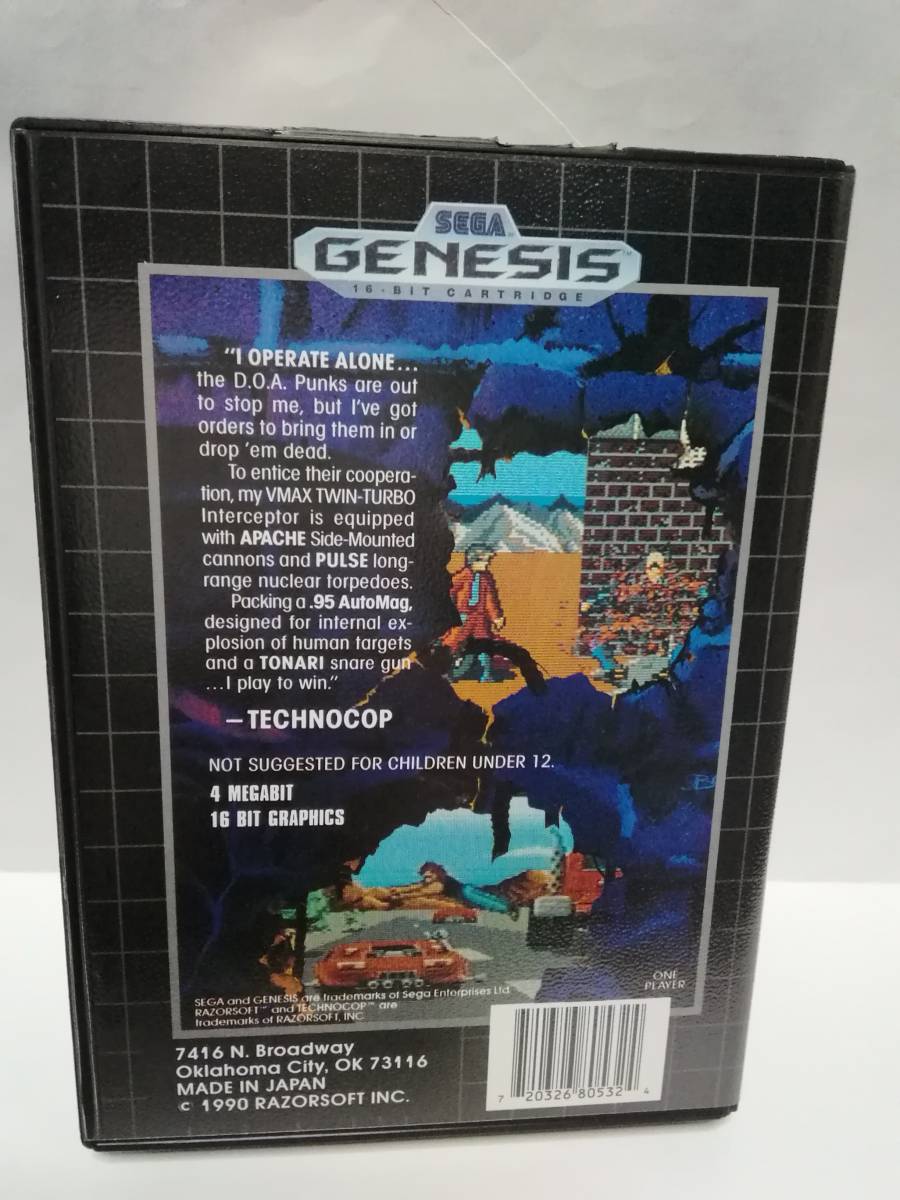 SEGA™
GENESIS™
16-BIT CARTRIDGE
"I OPERATE ALONE...
the D.O.A. Punks are out
to stop me, but I've got
orders to bring them in or
drop 'em dead.
To entice their coopera-
tion, my VMAX TWIN-TURBO
Interceptor is equipped
with APACHE Side-Mounted
cannons and PULSE long-
range nuclear torpedoes.
Packing a .95 AutoMag,
designed for internal ex-
plosion of human targets
and a TONARI snare gun
...I play to win."
— TECHNOCOP
NOT SUGGESTED FOR CHILDREN UNDER 12.
4 MEGABIT
16 BIT GRAPHICS
ONE
PLAYER
SEGA and GENESIS are trademarks of Sega Enterprises Ltd.
RAZORSOFT™ and TECHNOCOP™ are
trademarks of RAZORSOFT, INC.
7416 N. Broadway
Oklahoma City, OK 73116
MADE IN JAPAN
© 1990 RAZORSOFT INC.
7 20326 80532 4